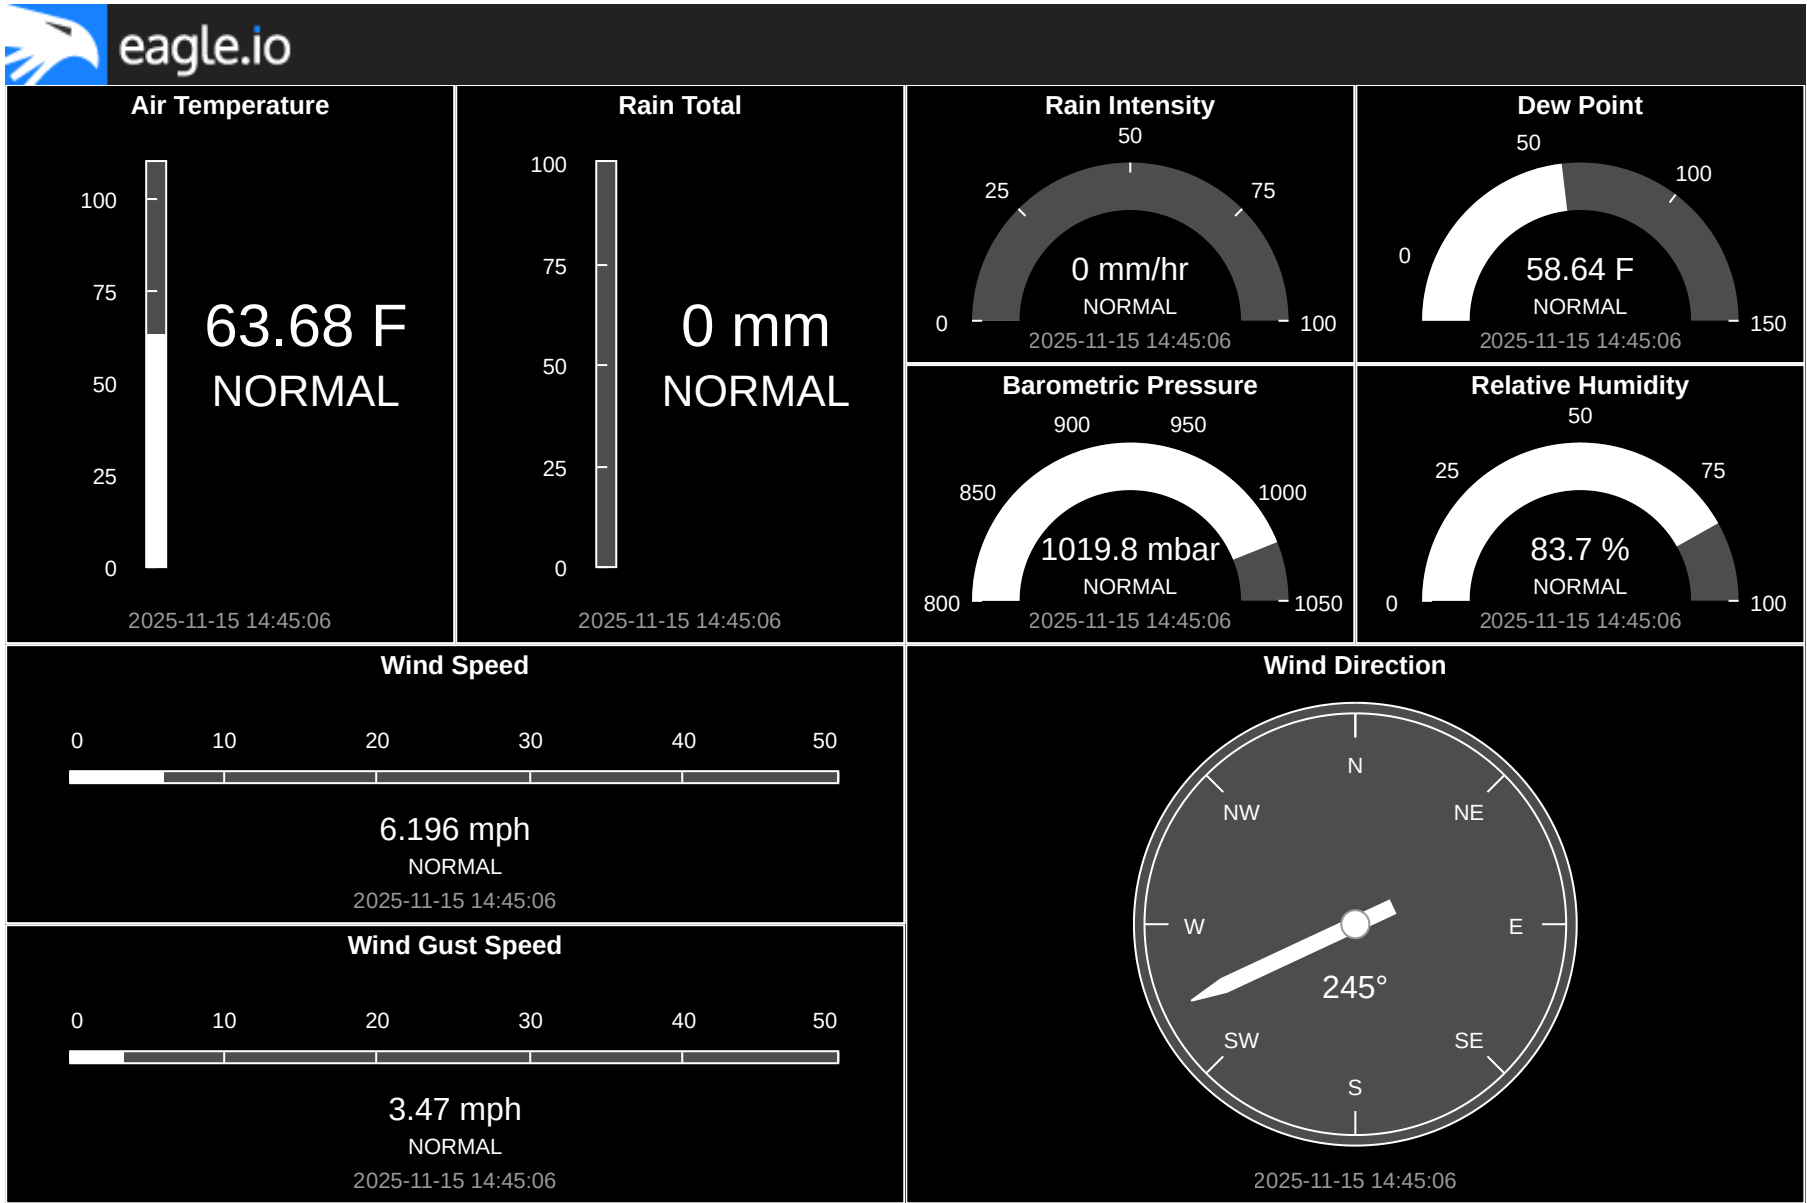 eagle.io
Air Temperature
100
75
50
25
0
63.68 F
NORMAL
2025-11-15 14:45:06
Rain Total
100
75
50
25
0
0 mm
NORMAL
2025-11-15 14:45:06
Rain Intensity
50
25
75
0
100
0 mm/hr
NORMAL
2025-11-15 14:45:06
Dew Point
50
100
0
150
58.64 F
NORMAL
2025-11-15 14:45:06
Barometric Pressure
900
950
850
1000
800
1050
1019.8 mbar
NORMAL
2025-11-15 14:45:06
Relative Humidity
50
25
75
0
100
83.7 %
NORMAL
2025-11-15 14:45:06
Wind Speed
0 10 20 30 40 50
6.196 mph
NORMAL
2025-11-15 14:45:06
Wind Gust Speed
0 10 20 30 40 50
3.47 mph
NORMAL
2025-11-15 14:45:06
Wind Direction
N
NW
NE
W
E
245°
SW
SE
S
2025-11-15 14:45:06